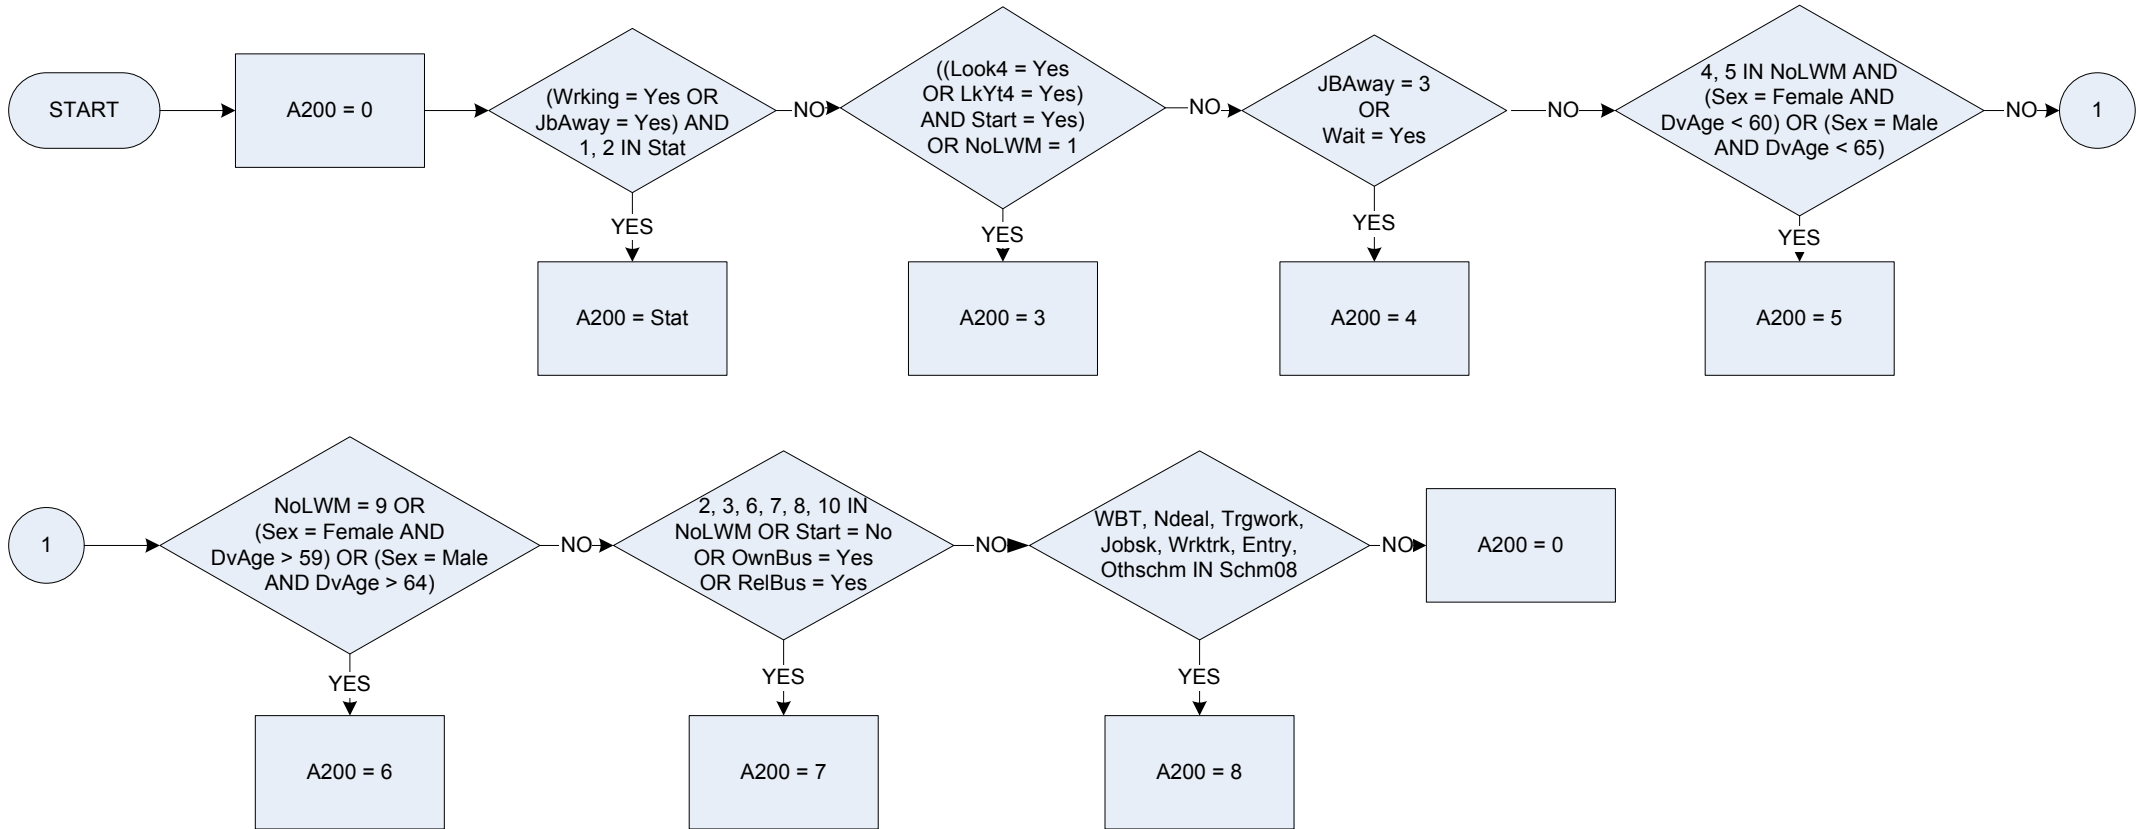 START
A200 = 0
(Wrking = Yes OR
JbAway = Yes) AND
1, 2 IN Stat
NO
((Look4 = Yes
OR LkYt4 = Yes)
AND Start = Yes)
OR NoLWM = 1
NO
JBAway = 3
OR
Wait = Yes
NO
4, 5 IN NoLWM AND
(Sex = Female AND
DvAge < 60) OR (Sex = Male
AND DvAge < 65)
NO
1
YES
YES
YES
YES
A200 = Stat
A200 = 3
A200 = 4
A200 = 5
1
NoLWM = 9 OR
(Sex = Female AND
DvAge > 59) OR (Sex = Male
AND DvAge > 64)
NO
2, 3, 6, 7, 8, 10 IN
NoLWM OR Start = No
OR OwnBus = Yes
OR RelBus = Yes
NO
WBT, Ndeal, Trgwork,
Jobsk, Wrktrk, Entry,
Othschm IN Schm08
NO
A200 = 0
YES
YES
YES
A200 = 6
A200 = 7
A200 = 8